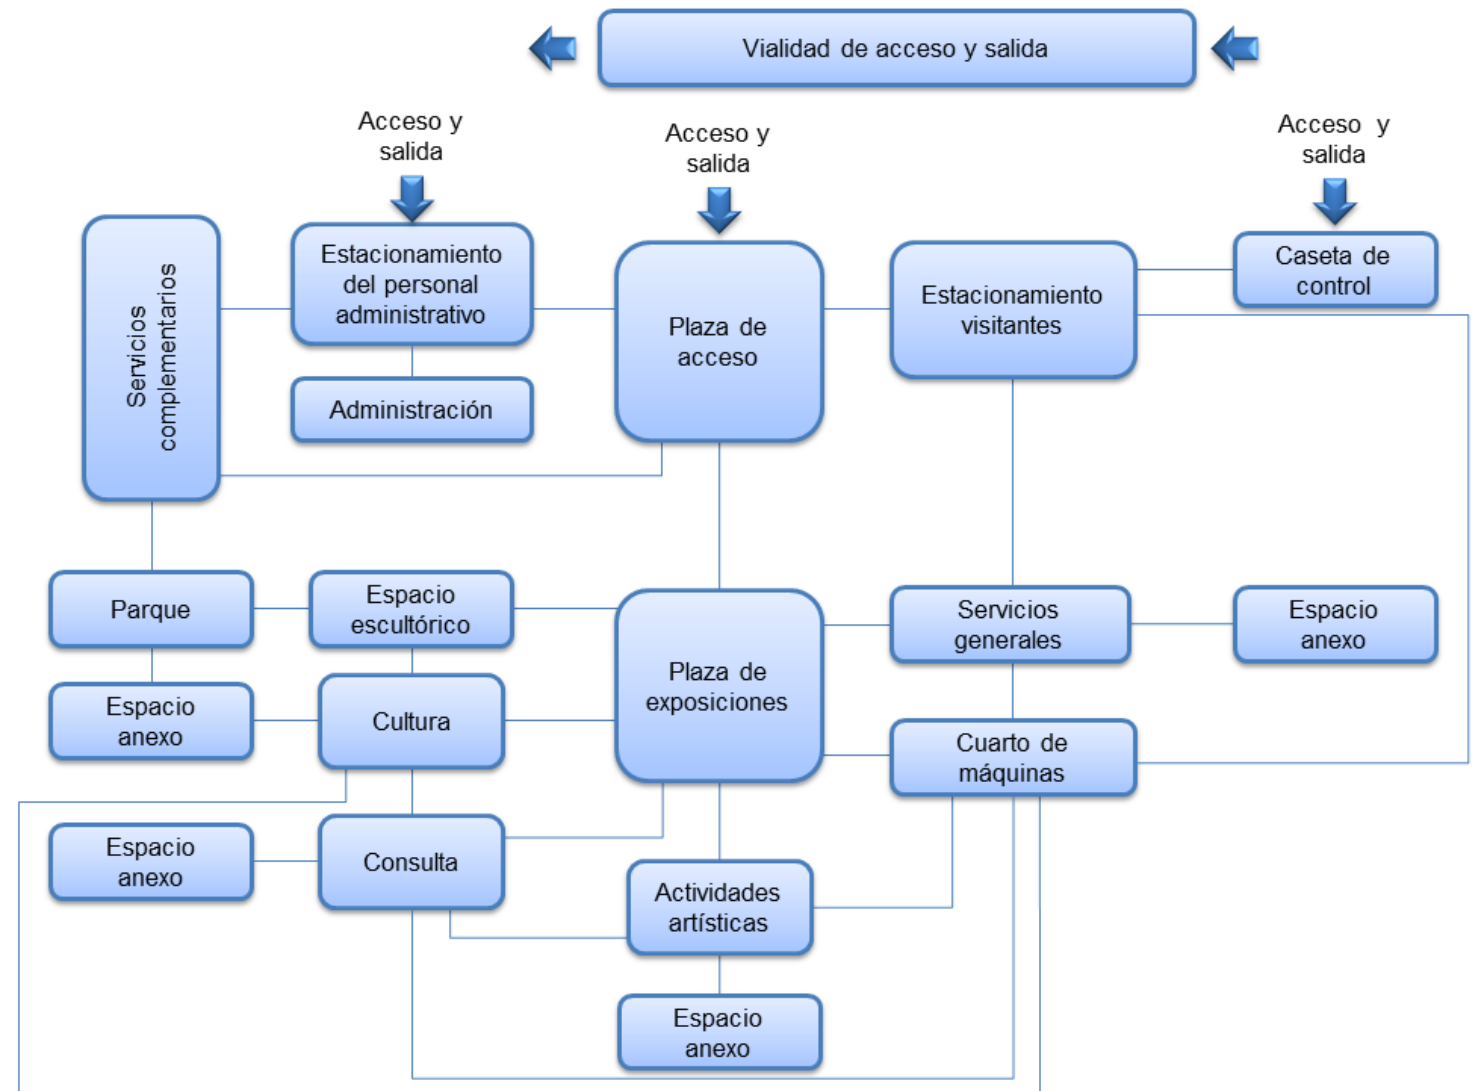 Vialidad de acceso y salida
Acceso y
salida
Acceso y
salida
Acceso y
salida
Servicios
complementarios
Estacionamiento
del personal
administrativo
Plaza de
acceso
Estacionamiento
visitantes
Caseta de
control
Administración
Parque
Espacio
escultórico
Plaza de
exposiciones
Servicios
generales
Espacio
anexo
Espacio
anexo
Cultura
Cuarto de
máquinas
Espacio
anexo
Consulta
Actividades
artísticas
Espacio
anexo